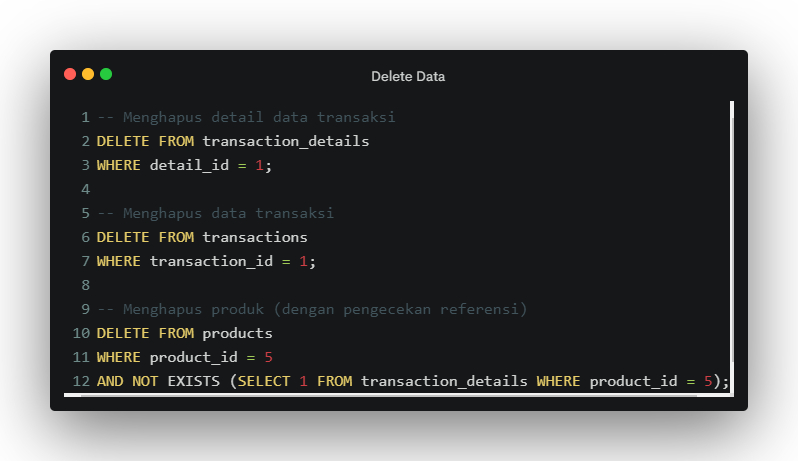 Delete Data
1 -- Menghapus detail data transaksi
2 DELETE FROM transaction_details
3 WHERE detail_id = 1;
4
5 -- Menghapus data transaksi
6 DELETE FROM transactions
7 WHERE transaction_id = 1;
8
9 -- Menghapus produk (dengan pengecekan referensi)
10 DELETE FROM products
11 WHERE product_id = 5
12 AND NOT EXISTS (SELECT 1 FROM transaction_details WHERE product_id = 5);